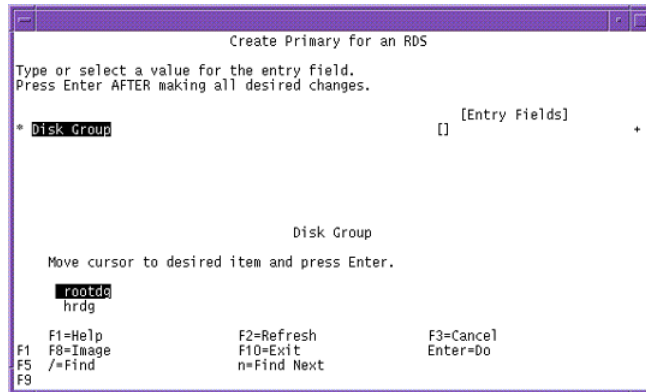 Create Primary for an RDS
Type or select a value for the entry field.
Press Enter AFTER making all desired changes.
[Entry Fields]
* Disk Group [] +
Disk Group
Move cursor to desired item and press Enter.
rootdg
hrdg
F1=Help F2=Refresh F3=Cancel
F1 F8=Image F10=Exit Enter=Do
F5 /=Find n=Find Next
F9